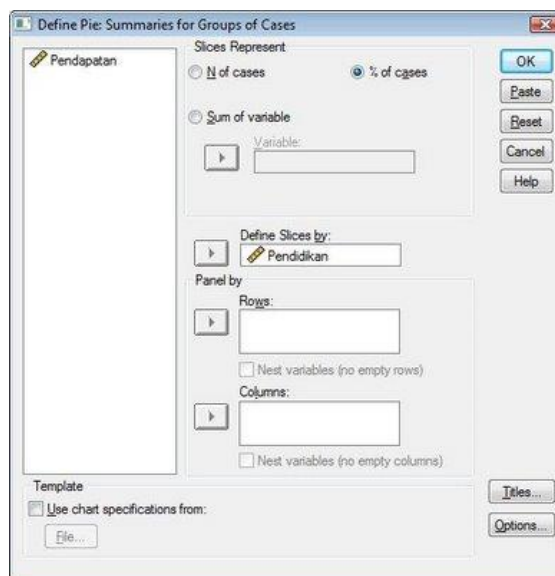 Define Pie: Summaries for Groups of Cases
Pendapatan
Slices Represent
N of cases
% of cases
Sum of variable
Variable:
Define Slices by:
Pendidikan
Panel by
Rows:
Nest variables (no empty rows)
Columns:
Nest variables (no empty columns)
Template
Use chart specifications from:
File...
OK
Paste
Reset
Cancel
Help
Titles...
Options...